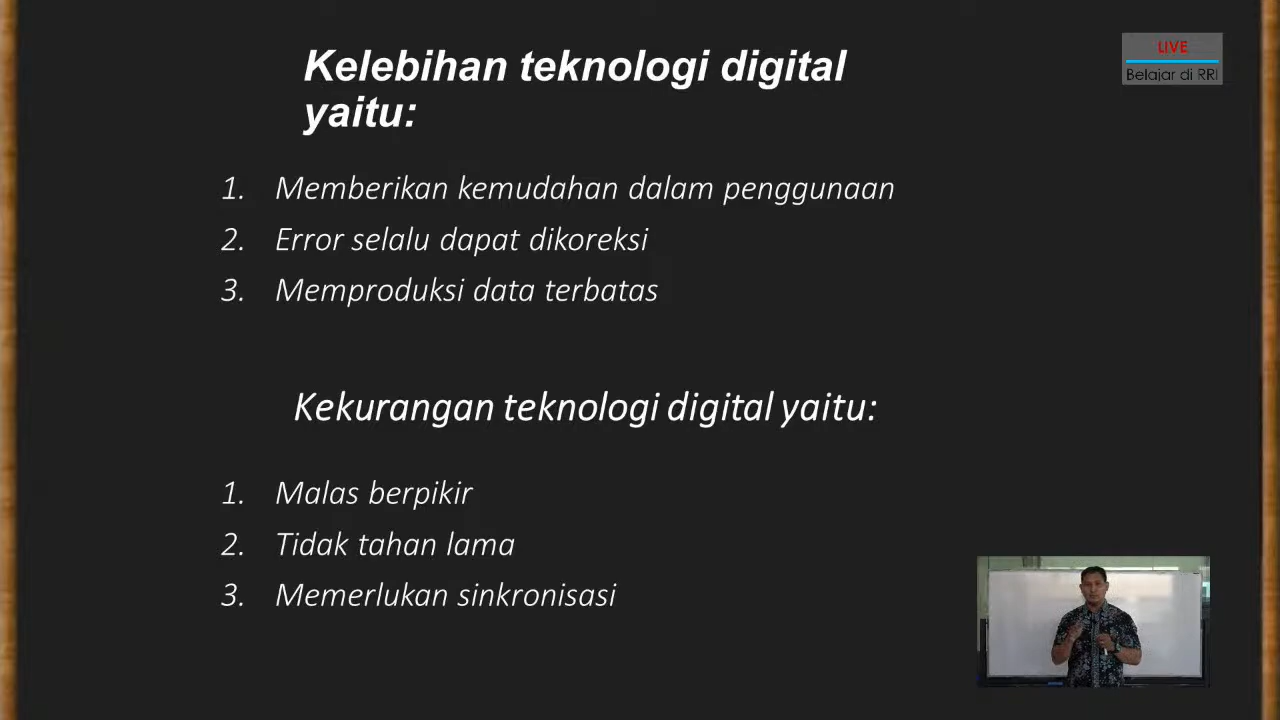 Kelebihan teknologi digital
yaitu:
LIVE
Belajar di RRI
1. Memberikan kemudahan dalam penggunaan
2. Error selalu dapat dikoreksi
3. Memproduksi data terbatas
Kekurangan teknologi digital yaitu:
1. Malas berpikir
2. Tidak tahan lama
3. Memerlukan sinkronisasi